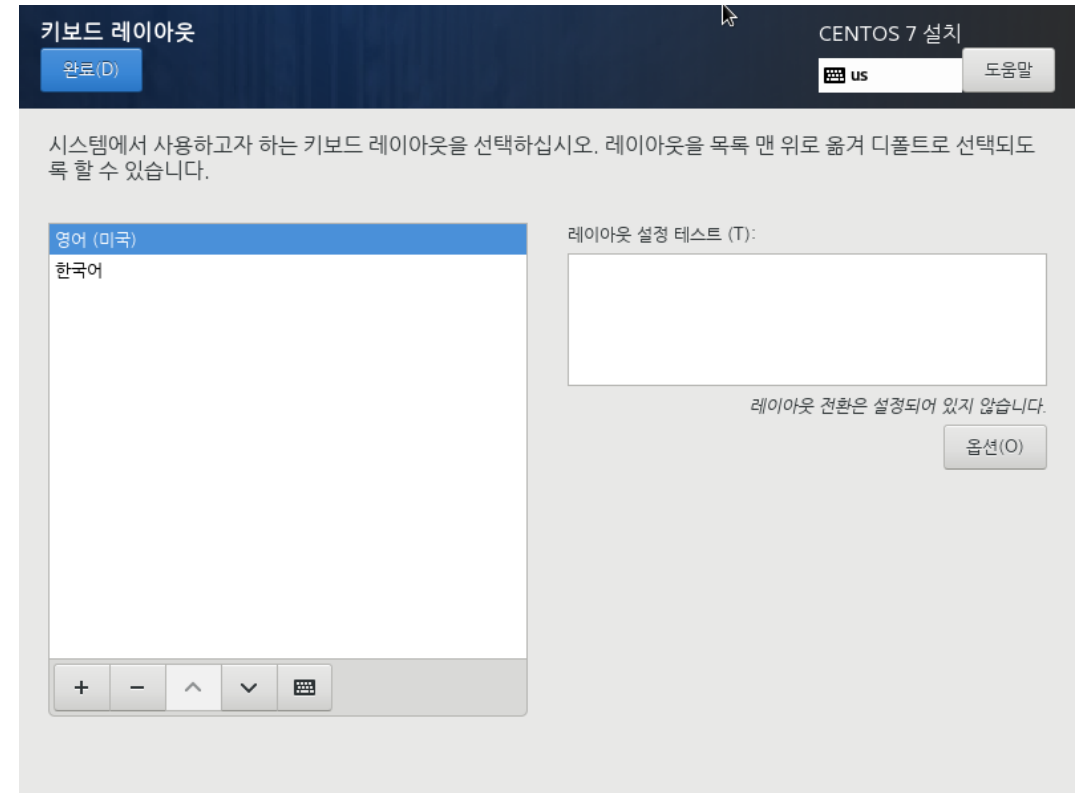 키보드 레이아웃
CENTOS 7 설치
완료(D)
us
도움말
시스템에서 사용하고자 하는 키보드 레이아웃을 선택하십시오. 레이아웃을 목록 맨 위로 옮겨 디폴트로 선택되도
록 할 수 있습니다.
영어 (미국)
한국어
레이아웃 설정 테스트 (T):
레이아웃 전환은 설정되어 있지 않습니다.
옵션(O)